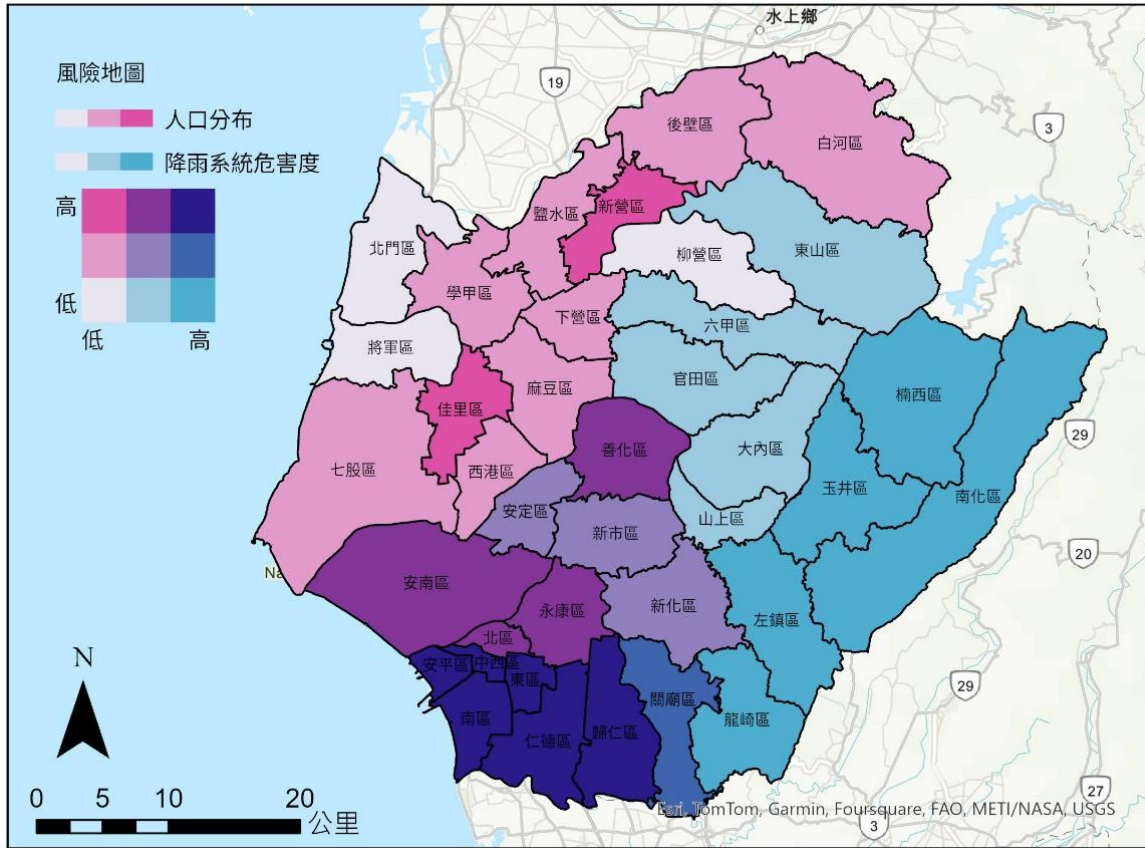 水上鄉
19
3
風險地圖
人口分布
降雨系統危害度
高
低
低
高
後壁區
白河區
鹽水區
新營區
北門區
柳營區
東山區
學甲區
下營區
六甲區
將軍區
麻豆區
官田區
楠西區
佳里區
29
善化區
大內區
七股區
西港區
玉井區
南化區
安定區
新市區
山上區
20
Na
安南區
永康區
新化區
左鎮區
北區
安平區
中西區
東區
29
南區
仁德區
歸仁區
關廟區
龍崎區
N
0 5 10 20 公里
27
3
Esri, TomTom, Garmin, Foursquare, FAO, METI/NASA, USGS